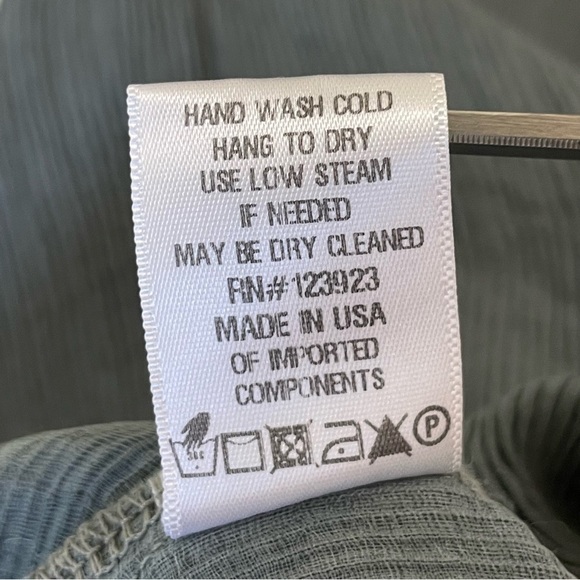 HAND WASH COLD
HANG TO DRY
USE LOW STEAM
IF NEEDED
MAY BE DRY CLEANED
RN#123923
MADE IN USA
OF IMPORTED
COMPONENTS
P